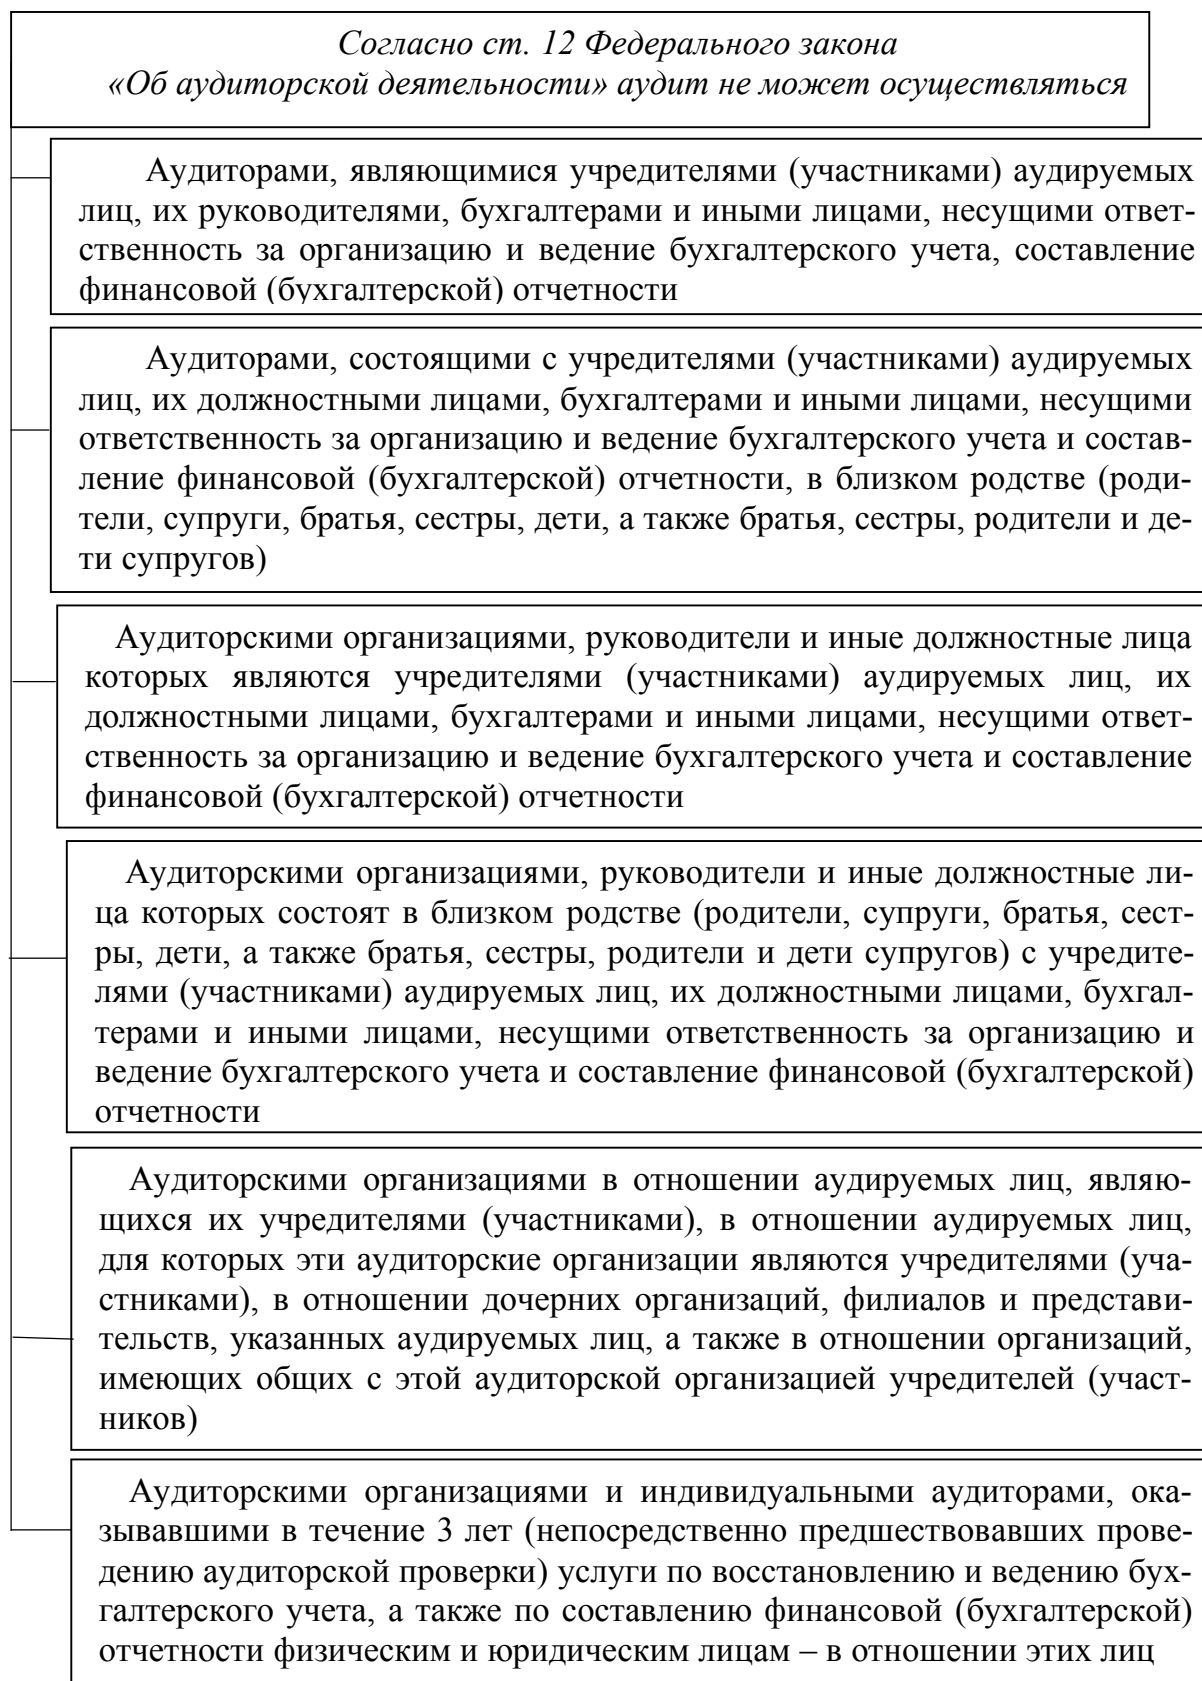 Согласно ст. 12 Федерального закона
«Об аудиторской деятельности» аудит не может осуществляться
Аудиторами, являющимися учредителями (участниками) аудируемых
лиц, их руководителями, бухгалтерами и иными лицами, несущими ответ-
ственность за организацию и ведение бухгалтерского учета, составление
финансовой (бухгалтерской) отчетности
Аудиторами, состоящими с учредителями (участниками) аудируемых
лиц, их должностными лицами, бухгалтерами и иными лицами, несущими
ответственность за организацию и ведение бухгалтерского учета и состав-
ление финансовой (бухгалтерской) отчетности, в близком родстве (роди-
тели, супруги, братья, сестры, дети, а также братья, сестры, родители и де-
ти супругов)
Аудиторскими организациями, руководители и иные должностные лица
которых являются учредителями (участниками) аудируемых лиц, их
должностными лицами, бухгалтерами и иными лицами, несущими ответ-
ственность за организацию и ведение бухгалтерского учета и составление
финансовой (бухгалтерской) отчетности
Аудиторскими организациями, руководители и иные должностные ли-
ца которых состоят в близком родстве (родители, супруги, братья, сест-
ры, дети, а также братья, сестры, родители и дети супругов) с учредите-
лями (участниками) аудируемых лиц, их должностными лицами, бухгал-
терами и иными лицами, несущими ответственность за организацию и
ведение бухгалтерского учета и составление финансовой (бухгалтерской)
отчетности
Аудиторскими организациями в отношении аудируемых лиц, являю-
щихся их учредителями (участниками), в отношении аудируемых лиц,
для которых эти аудиторские организации являются учредителями (уча-
стниками), в отношении дочерних организаций, филиалов и представи-
тельств, указанных аудируемых лиц, а также в отношении организаций,
имеющих общих с этой аудиторской организацией учредителей (участ-
ников)
Аудиторскими организациями и индивидуальными аудиторами, ока-
зывавшими в течение 3 лет (непосредственно предшествовавших прове-
дению аудиторской проверки) услуги по восстановлению и ведению бух-
галтерского учета, а также по составлению финансовой (бухгалтерской)
отчетности физическим и юридическим лицам – в отношении этих лиц